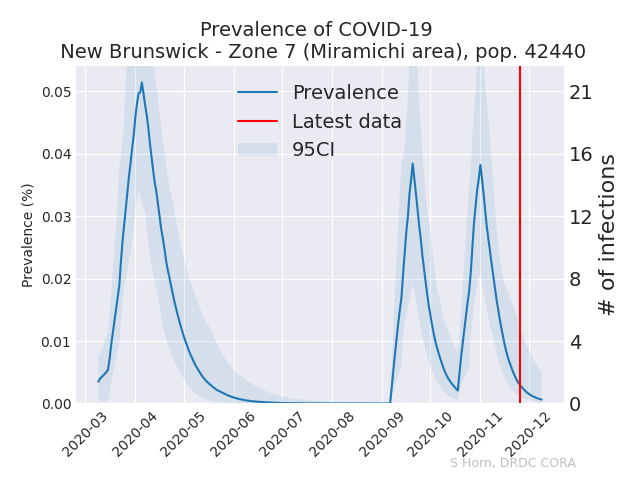 Prevalence of COVID-19
New Brunswick - Zone 7 (Miramichi area), pop. 42440
Prevalence
Latest data
95CI
Prevalence (%)
0.05
0.04
0.03
0.02
0.01
0.00
21
16
12
8
4
0
# of infections
2020-03
2020-04
2020-05
2020-06
2020-07
2020-08
2020-09
2020-10
2020-11
2020-12
S Horn, DRDC CORA